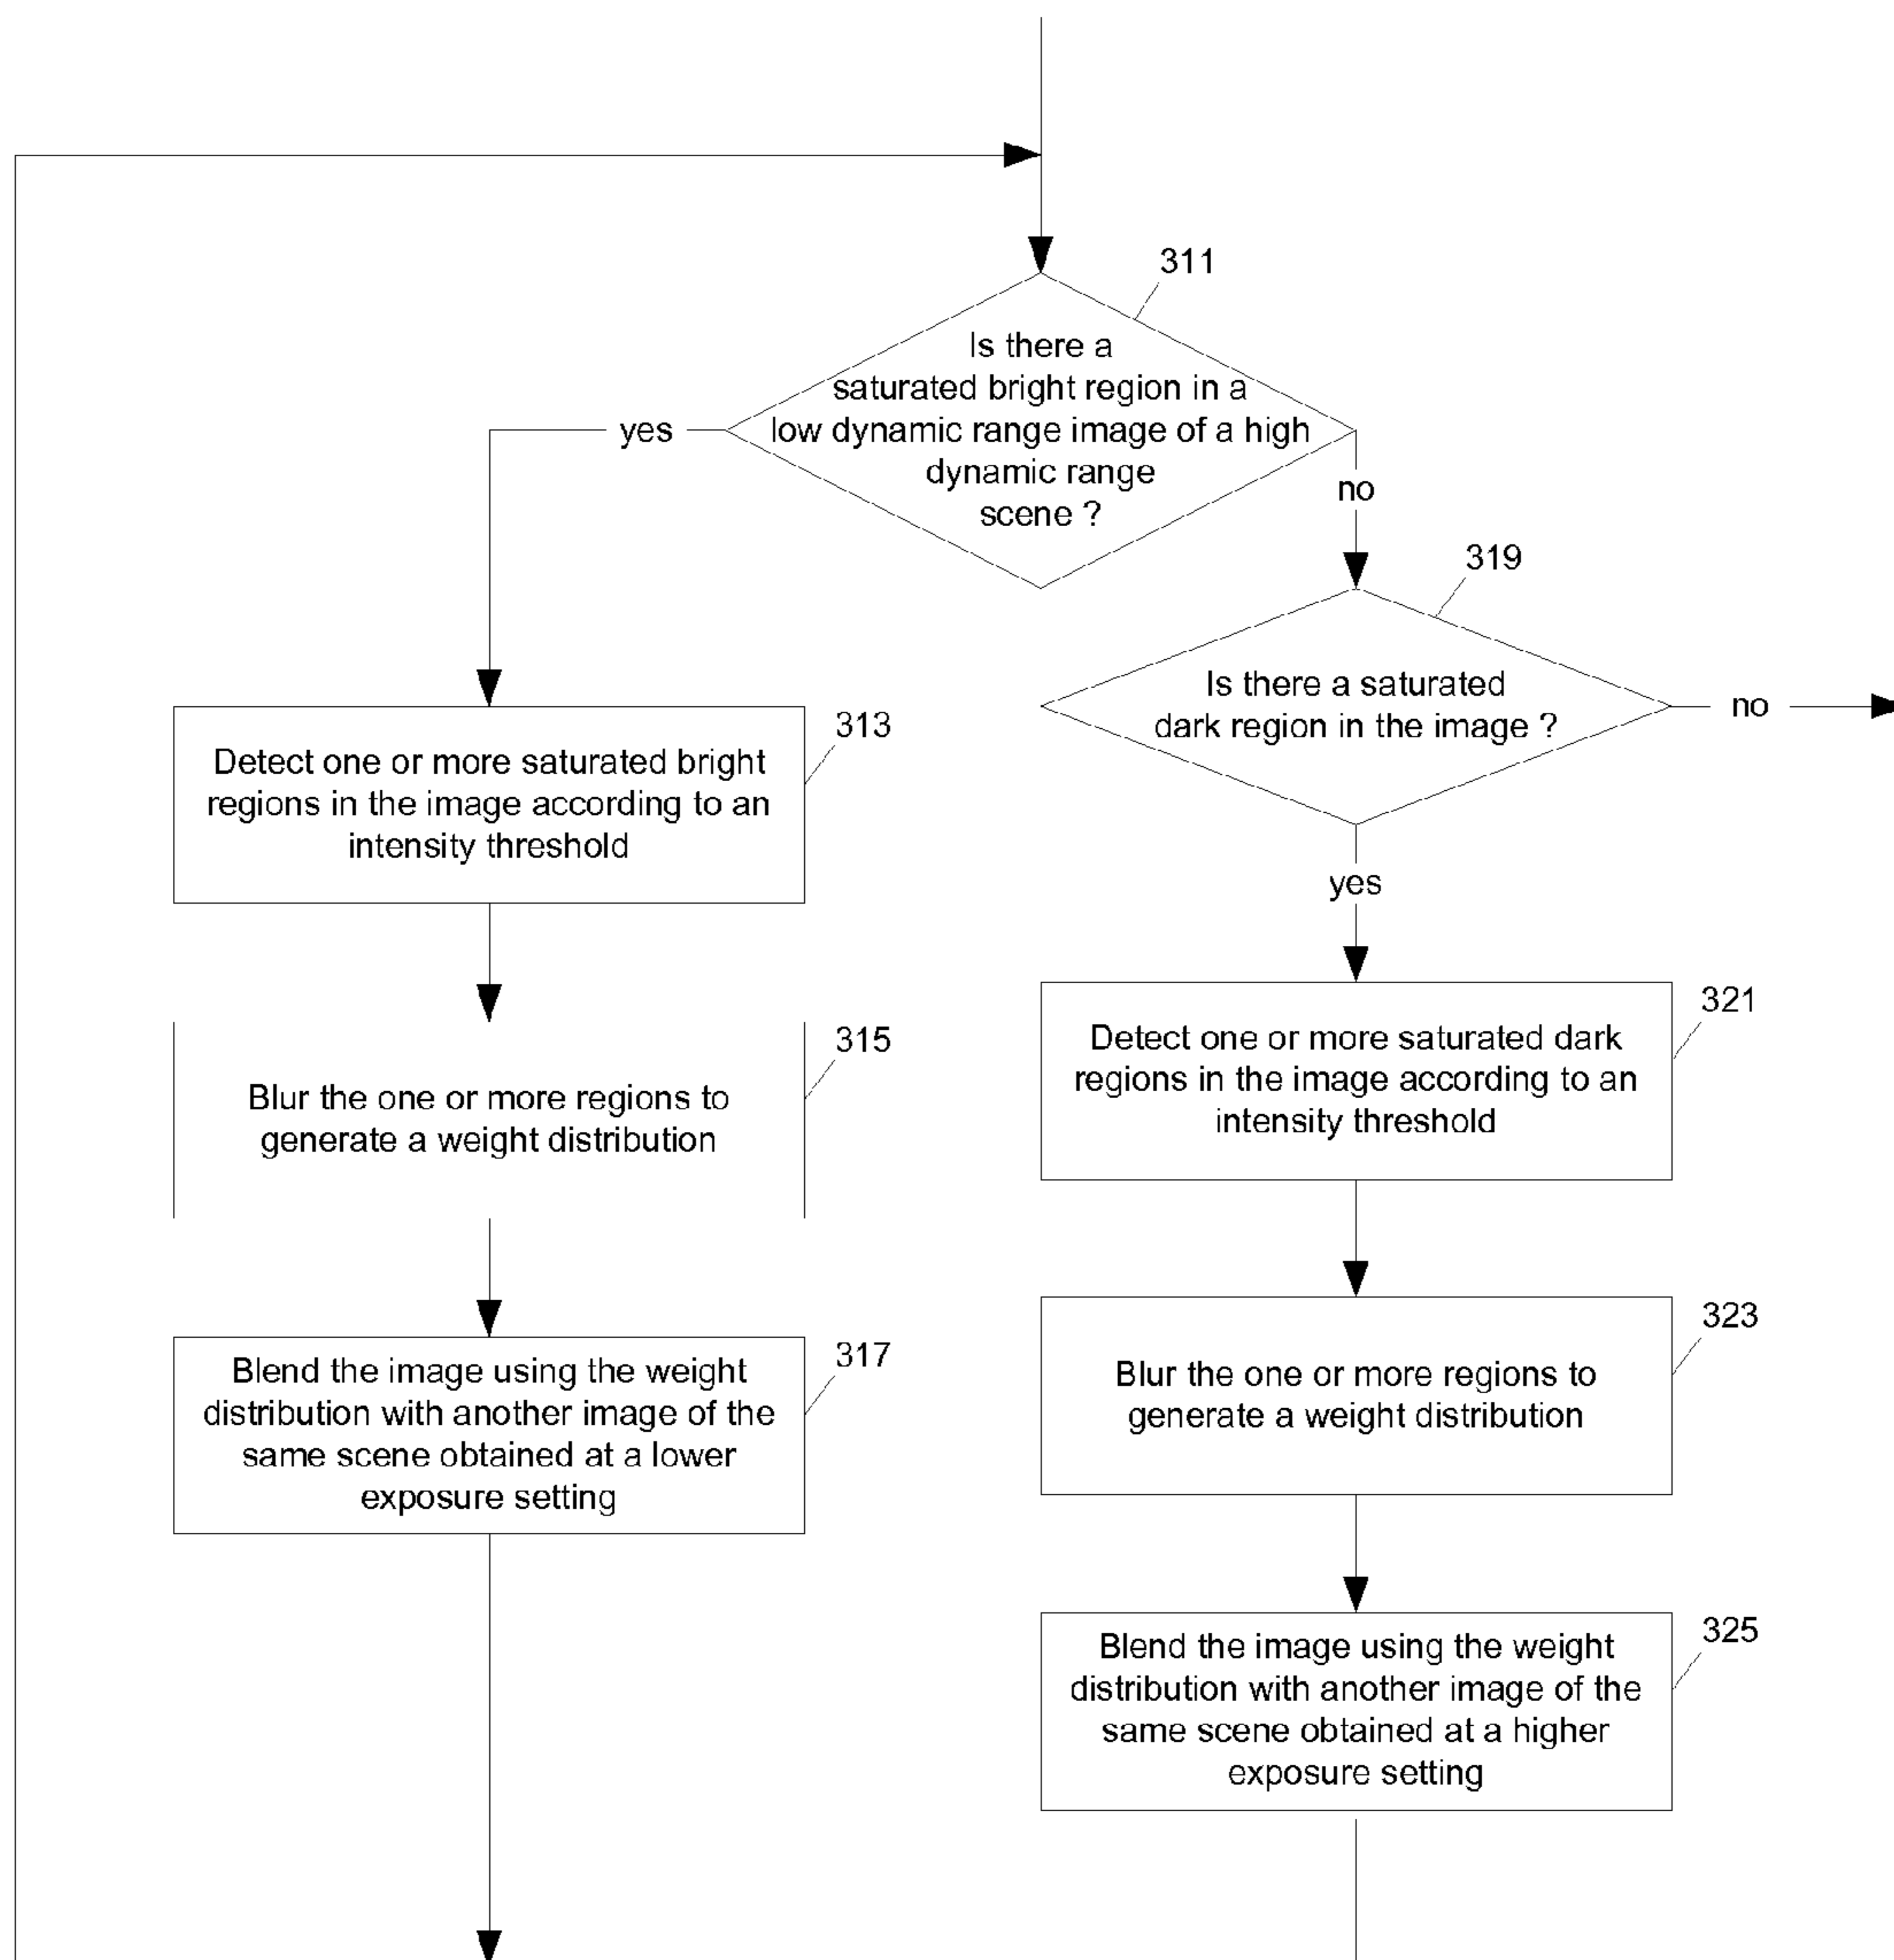 311
Is there a
saturated bright region in a
low dynamic range image of a high
dynamic range
scene ?
yes
no
319
Is there a saturated
dark region in the image ?
no
yes
313
Detect one or more saturated bright
regions in the image according to an
intensity threshold
315
Blur the one or more regions to
generate a weight distribution
317
Blend the image using the weight
distribution with another image of the
same scene obtained at a lower
exposure setting
321
Detect one or more saturated dark
regions in the image according to an
intensity threshold
323
Blur the one or more regions to
generate a weight distribution
325
Blend the image using the weight
distribution with another image of the
same scene obtained at a higher
exposure setting